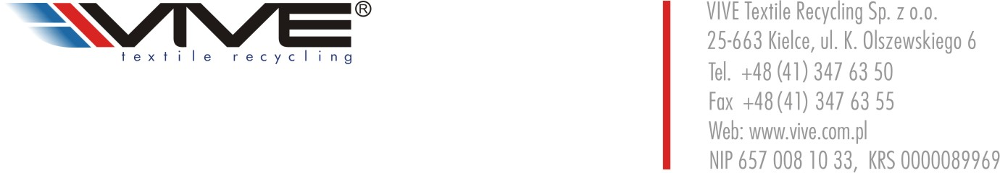 VIVE®
textile recycling
VIVE Textile Recycling Sp. z o.o.
25-663 Kielce, ul. K. Olszewskiego 6
Tel. +48 (41) 347 63 50
Fax +48 (41) 347 63 55
Web: www.vive.com.pl
NIP 657 008 10 33, KRS 0000089969